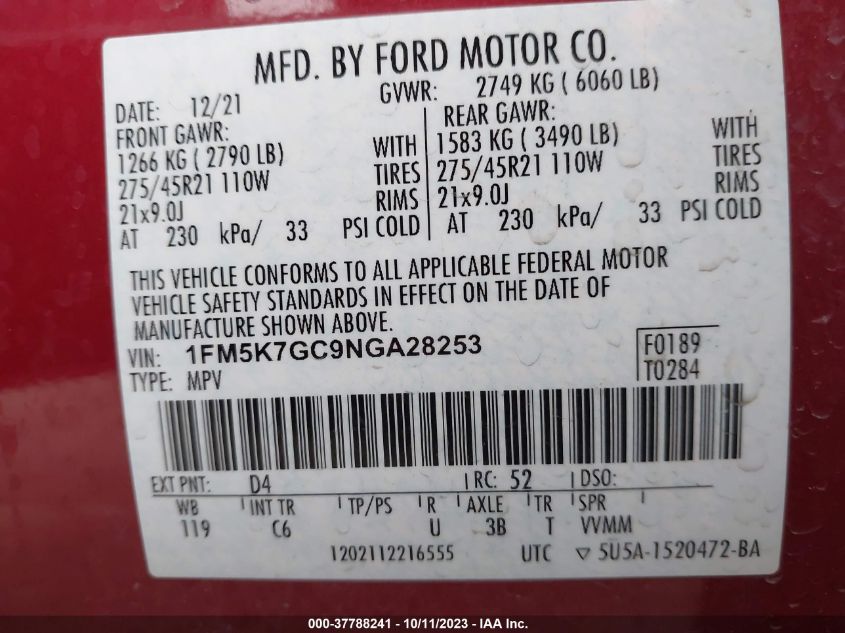 MFD. BY FORD MOTOR CO.
DATE: 12/21 GVWR: 2749 KG ( 6060 LB)
FRONT GAWR: REAR GAWR:
1266 KG ( 2790 LB) WITH 1583 KG ( 3490 LB) WITH
275/45R21 110W TIRES 275/45R21 110W TIRES
21x9.0J RIMS 21x9.0J RIMS
AT 230 kPa/ 33 PSI COLD AT 230 kPa/ 33 PSI COLD
THIS VEHICLE CONFORMS TO ALL APPLICABLE FEDERAL MOTOR
VEHICLE SAFETY STANDARDS IN EFFECT ON THE DATE OF
MANUFACTURE SHOWN ABOVE.
VIN: 1FM5K7GC9NGA28253 F0189
TYPE: MPV T0284
EXT PNT: D4 RC: 52 DSO:
WB INT TR TP/PS R AXLE TR SPR
119 C6 U 3B T VVMM
1202112216555 UTC ▽ 5U5A-1520472-BA
000-37788241 - 10/11/2023 - IAA Inc.